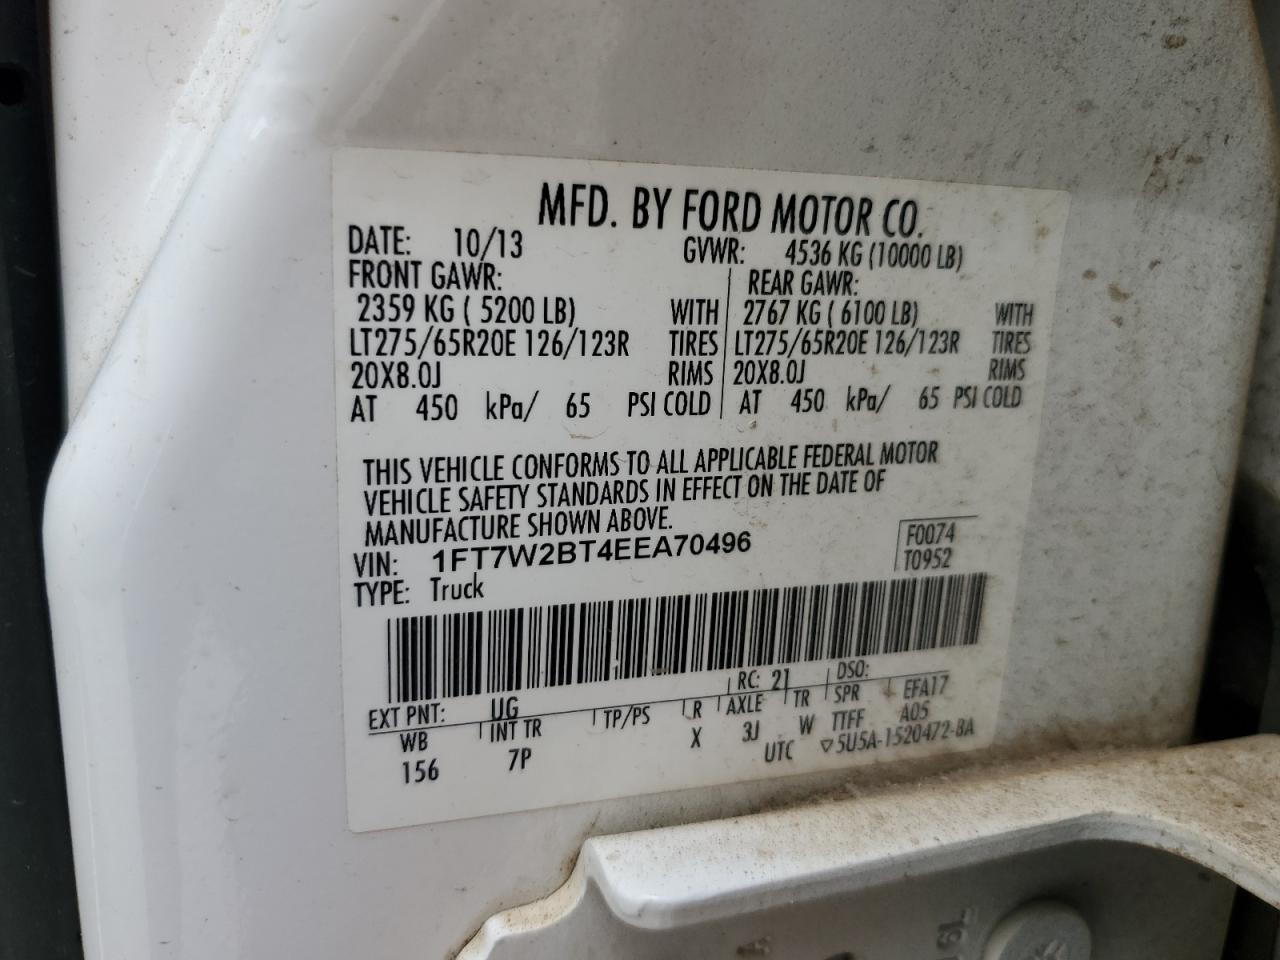 MFD. BY FORD MOTOR CO.
DATE: 10/13 GVWR: 4536 KG (10000 LB)
FRONT GAWR: REAR GAWR:
2359 KG ( 5200 LB) WITH 2767 KG ( 6100 LB) WITH
LT275/65R20E 126/123R TIRES LT275/65R20E 126/123R TIRES
20X8.0J RIMS 20X8.0J RIMS
AT 450 kPa/ 65 PSI COLD AT 450 kPa/ 65 PSI COLD
THIS VEHICLE CONFORMS TO ALL APPLICABLE FEDERAL MOTOR
VEHICLE SAFETY STANDARDS IN EFFECT ON THE DATE OF
MANUFACTURE SHOWN ABOVE.
F0074
VIN: 1FT7W2BT4EEA70496
T0952
TYPE: Truck
EXT PNT: UG RC: 21 DSO:
WB INT TR TP/PS R AXLE TR SPR EFA17
156 7P X 3J W TTFF A05
UTC ▽5U5A-1520472-BA